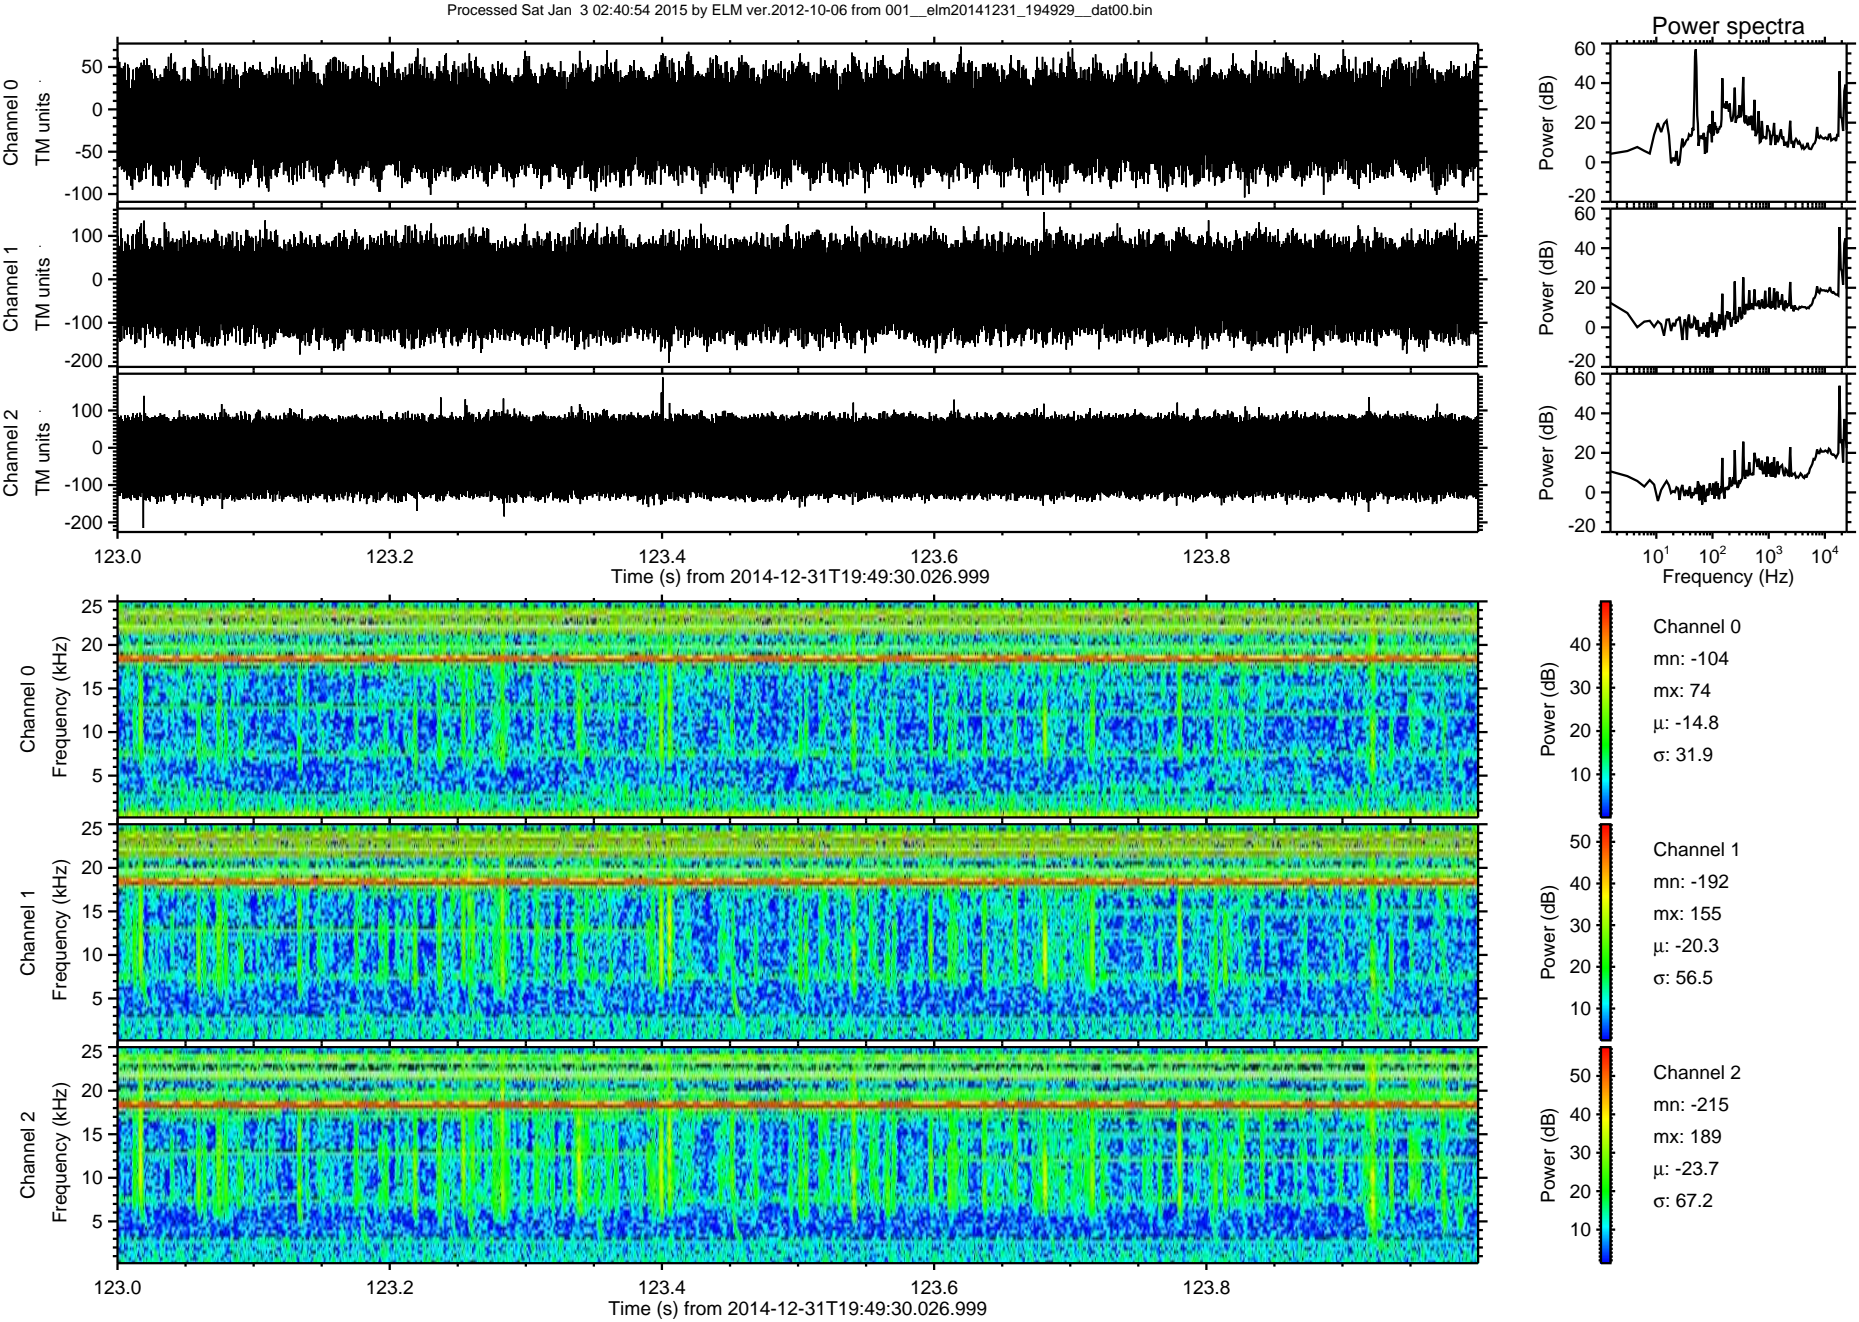 Processed Sat Jan  3 02:40:54 2015 by ELM ver.2012-10-06 from 001__elm20141231_194929__dat00.bin
Power spectra
Channel 0
TM units
50
0
-50
-100
Power (dB)
60
40
20
0
-20
Channel 1
TM units
100
0
-100
-200
Power (dB)
60
40
20
0
-20
Channel 2
TM units
100
0
-100
-200
Power (dB)
60
40
20
0
-20
123.0 123.2 123.4 123.6 123.8
Time (s) from 2014-12-31T19:49:30.026.999
10¹ 10² 10³ 10⁴
Frequency (Hz)
Channel 0
Frequency (kHz)
25
20
15
10
5
Power (dB)
40
30
20
10
Channel 0
mn: -104
mx: 74
μ: -14.8
σ: 31.9
Channel 1
Frequency (kHz)
25
20
15
10
5
Power (dB)
50
40
30
20
10
Channel 1
mn: -192
mx: 155
μ: -20.3
σ: 56.5
Channel 2
Frequency (kHz)
25
20
15
10
5
Power (dB)
50
40
30
20
10
Channel 2
mn: -215
mx: 189
μ: -23.7
σ: 67.2
123.0 123.2 123.4 123.6 123.8
Time (s) from 2014-12-31T19:49:30.026.999